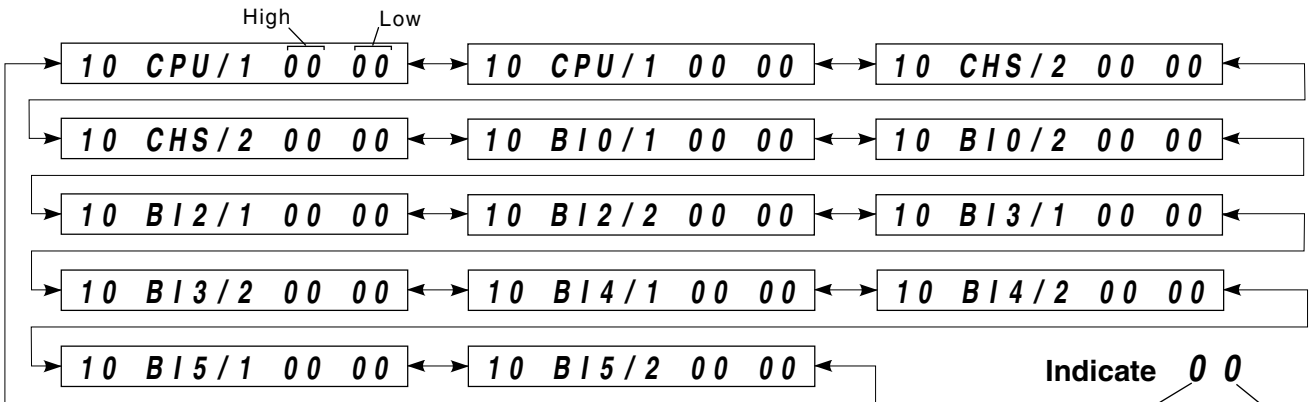 High Low
10 CPU/1 00 00 10 CPU/1 00 00 10 CHS/2 00 00
10 CHS/2 00 00 10 BI0/1 00 00 10 BI0/2 00 00
10 BI2/1 00 00 10 BI2/2 00 00 10 BI3/1 00 00
10 BI3/2 00 00 10 BI4/1 00 00 10 BI4/2 00 00
10 BI5/1 00 00 10 BI5/2 00 00 Indicate 00